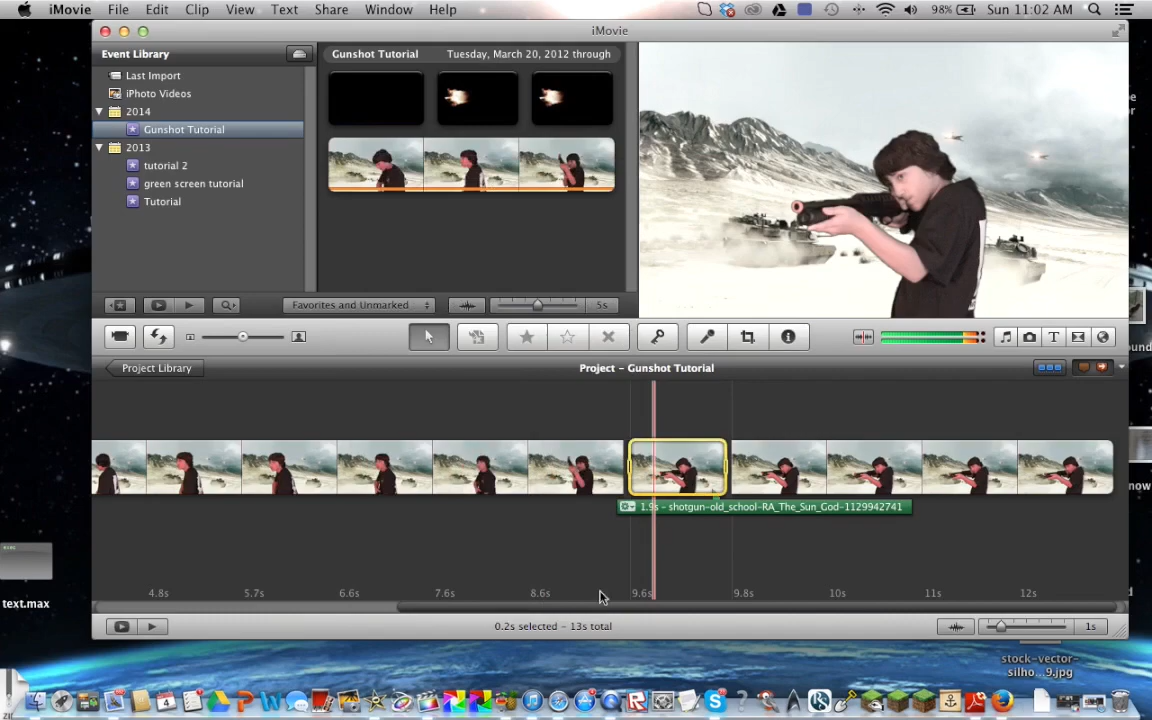 iMovie File Edit Clip View Text Share Window Help 98% Sun 11:02 AM
iMovie
Event Library
Last Import
iPhoto Videos
2014
Gunshot Tutorial
2013
tutorial 2
green screen tutorial
Tutorial
Gunshot Tutorial Tuesday, March 20, 2012 through
Favorites and Unmarked 5s
Project Library Project – Gunshot Tutorial
1.9s – shotgun-old_school-RA_The_Sun_God-1129942741
4.8s 5.7s 6.6s 7.6s 8.6s 9.6s 9.8s 10s 11s 12s
0.2s selected – 13s total 1s
text.max
stock-vector-
silho...9.jpg